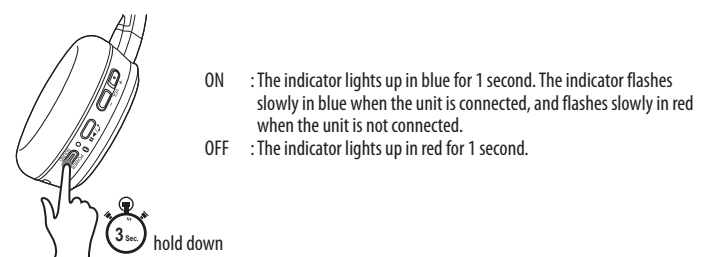 ON : The indicator lights up in blue for 1 second. The indicator flashes
slowly in blue when the unit is connected, and flashes slowly in red
when the unit is not connected.
OFF : The indicator lights up in red for 1 second.
3 Sec.
hold down